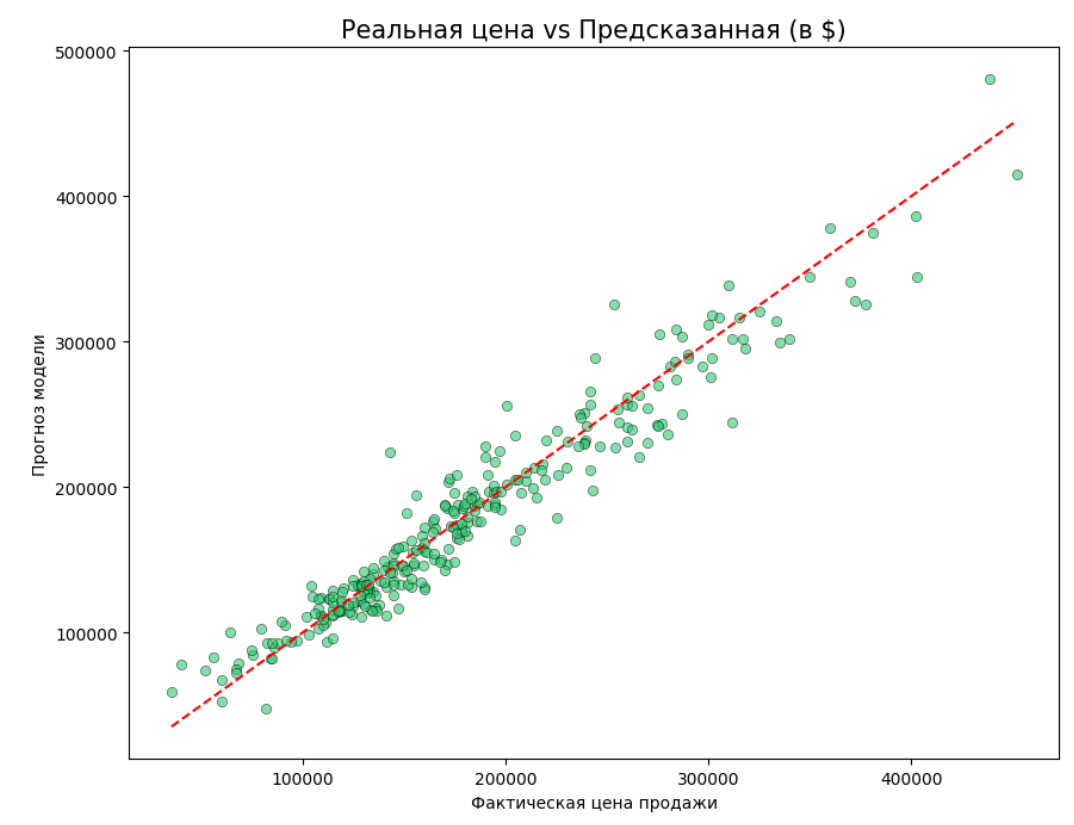 Реальная цена vs Предсказанная (в $)
500000
400000
300000
200000
100000
Прогноз модели
100000 200000 300000 400000
Фактическая цена продажи